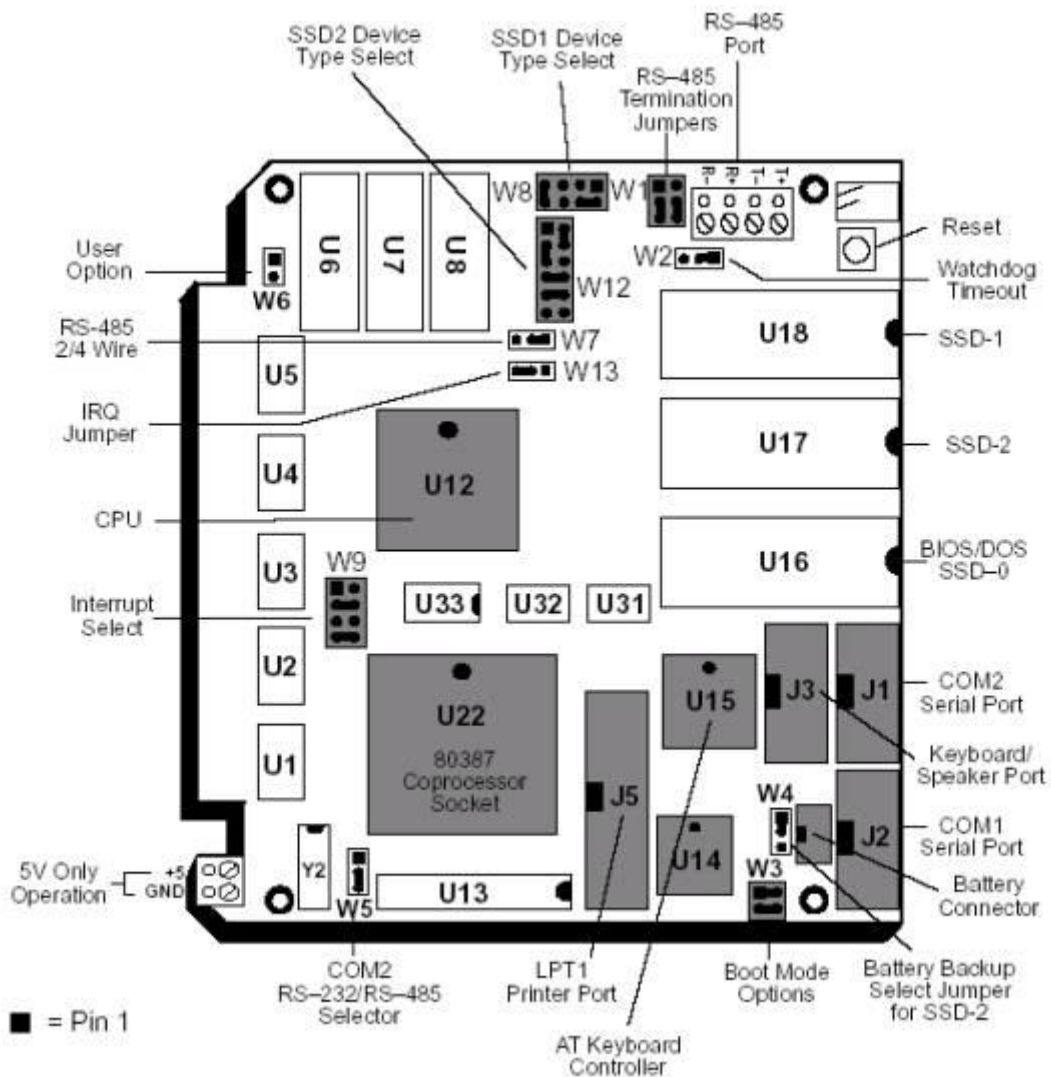 SSD2 Device
Type Select
SSD1 Device
Type Select
RS–485
Port
RS–485
Termination
Jumpers
R-
R+
T-
T+
W8
W1
User
Option
W6
U6
U7
U8
W2
Reset
Watchdog
Timeout
W12
RS-485
2/4 Wire
W7
U18
SSD-1
U5
W13
IRQ
Jumper
U4
U12
U17
SSD-2
CPU
W9
U3
U16
BIOS/DOS
SSD–0
Interrupt
Select
U33
U32
U31
U2
U22
U15
J3
J1
COM2
Serial Port
80387
Coprocessor
Socket
U1
J5
Keyboard/
Speaker Port
W4
J2
COM1
Serial Port
5V Only
Operation
+5
GND
Y2
W5
U13
U14
W3
Battery
Connector
COM2
RS–232/RS–485
Selector
LPT1
Printer Port
Boot Mode
Options
Battery Backup
Select Jumper
for SSD-2
= Pin 1
AT Keyboard
Controller